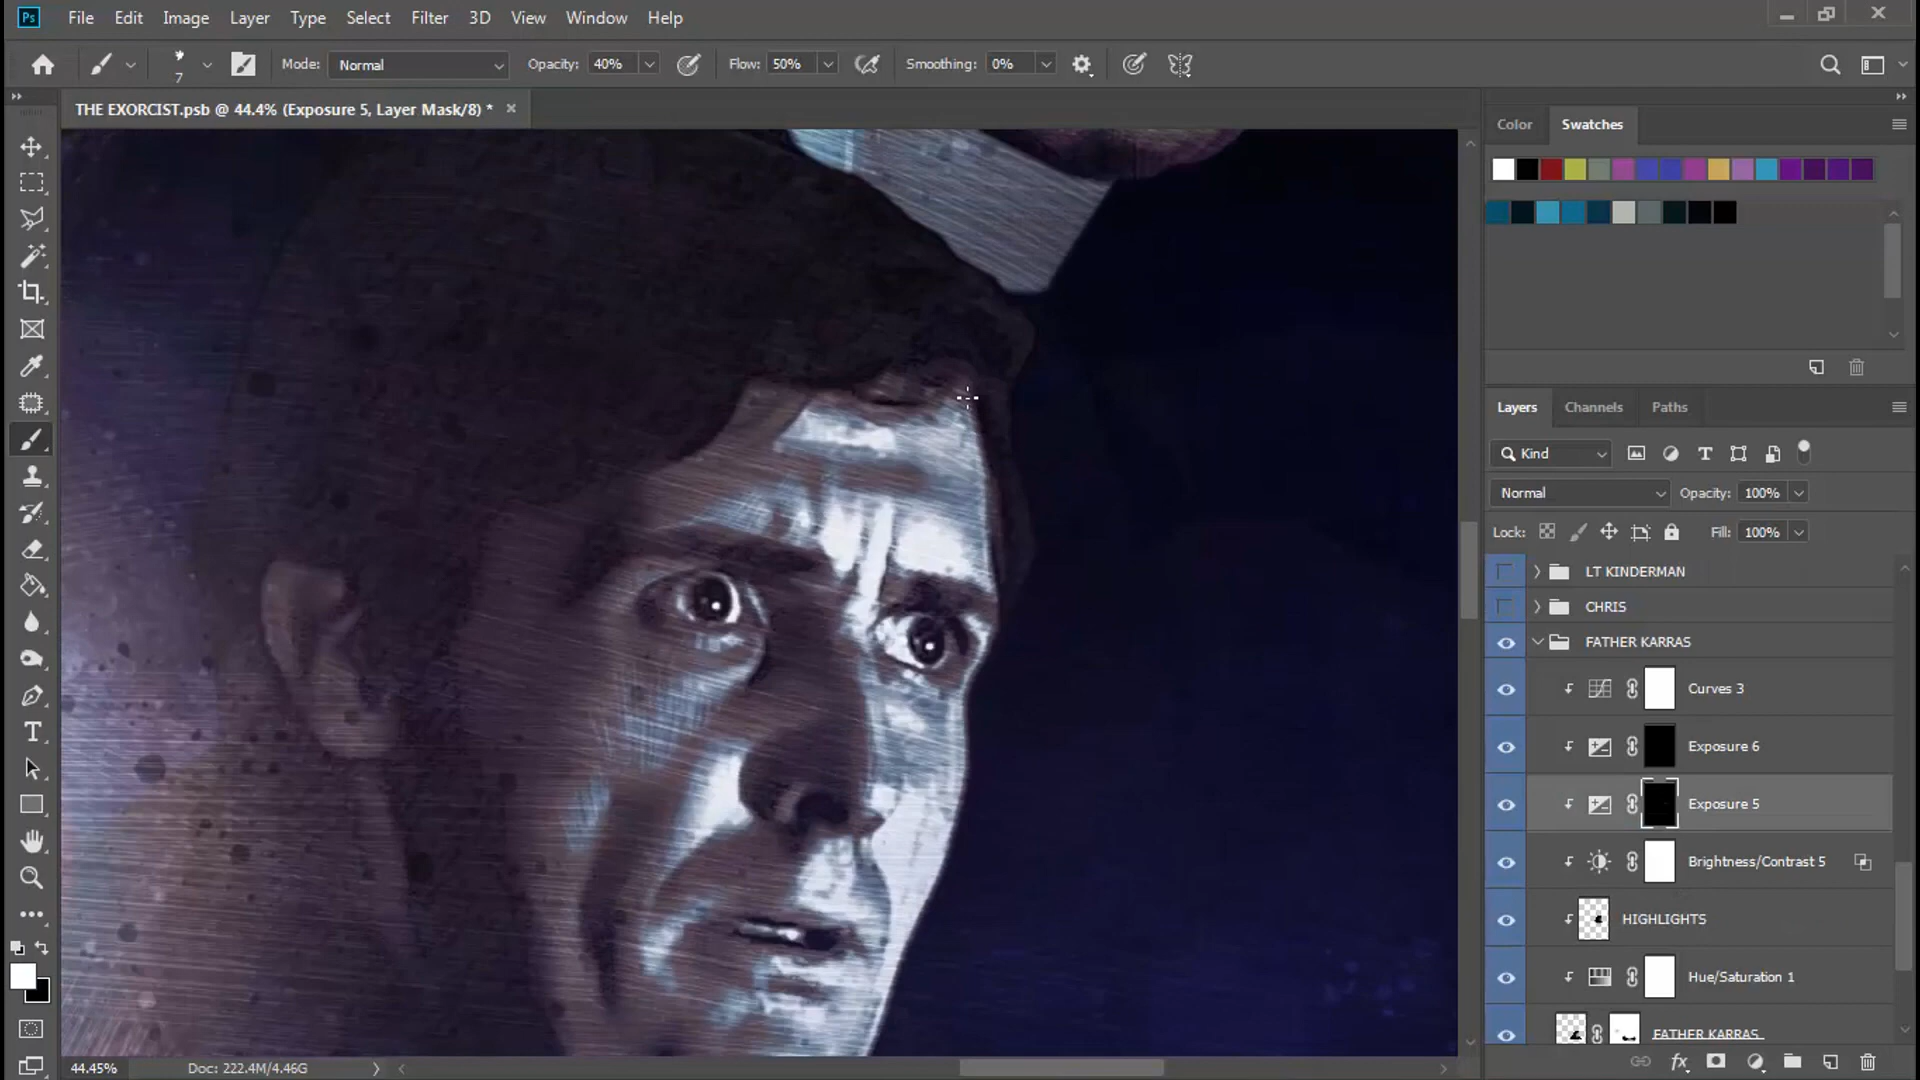 Ps File Edit Image Layer Type Select Filter 3D View Window Help
7 Mode: Normal Opacity: 40% Flow: 50% Smoothing: 0%
THE EXORCIST.psb @ 44.4% (Exposure 5, Layer Mask/8) *
Color Swatches
Layers Channels Paths
Kind
Normal Opacity: 100%
Lock: Fill: 100%
LT KINDERMAN
CHRIS
FATHER KARRAS
Curves 3
Exposure 6
Exposure 5
Brightness/Contrast 5
HIGHLIGHTS
Hue/Saturation 1
FATHER KARRAS
44.45% Doc: 222.4M/4.46G